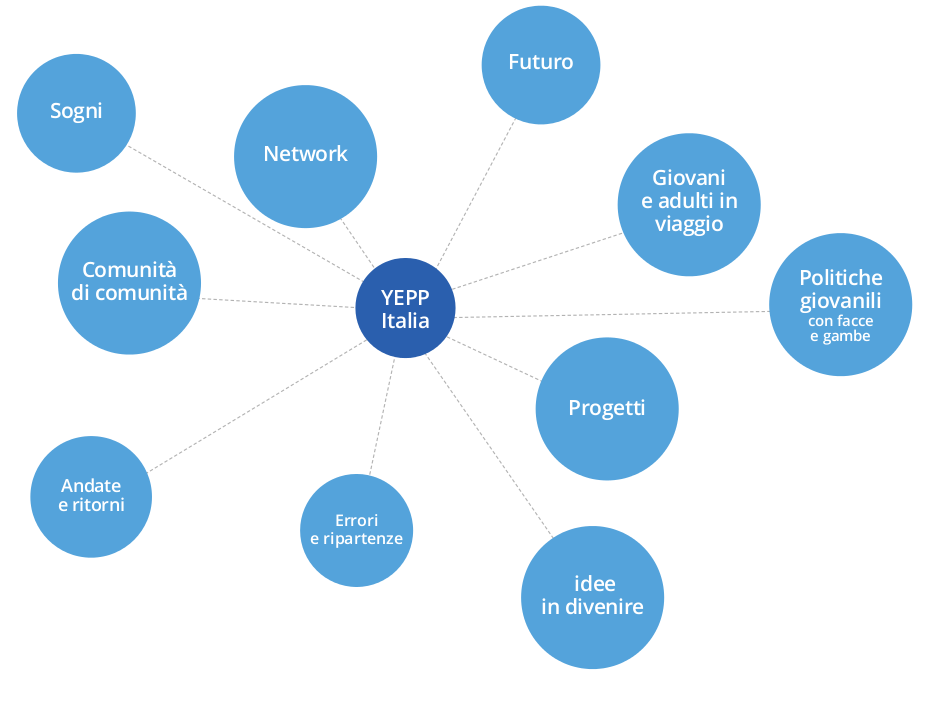 Futuro
Sogni
Network
Giovani
e adulti in
viaggio
Comunità
di comunità
Politiche
giovanili
con facce
e gambe
YEPP
Italia
Progetti
Andate
e ritorni
Errori
e ripartenze
idee
in divenire